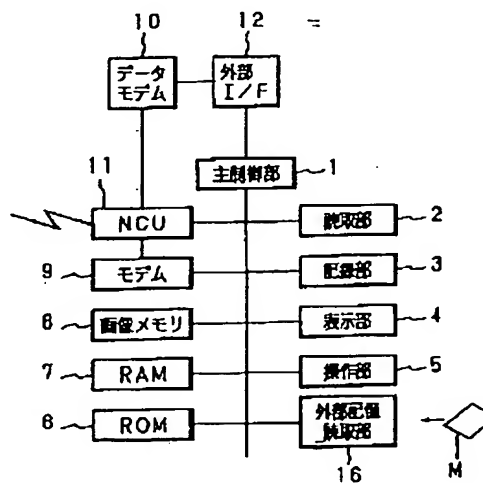 10
12
=
データ
モデム
外部
I/F
主制御部
1
11
NCU
読取部
2
9
モデム
記録部
3
8
画像メモリ
表示部
4
7
RAM
操作部
5
6
ROM
外部記憶
読取部
16
M